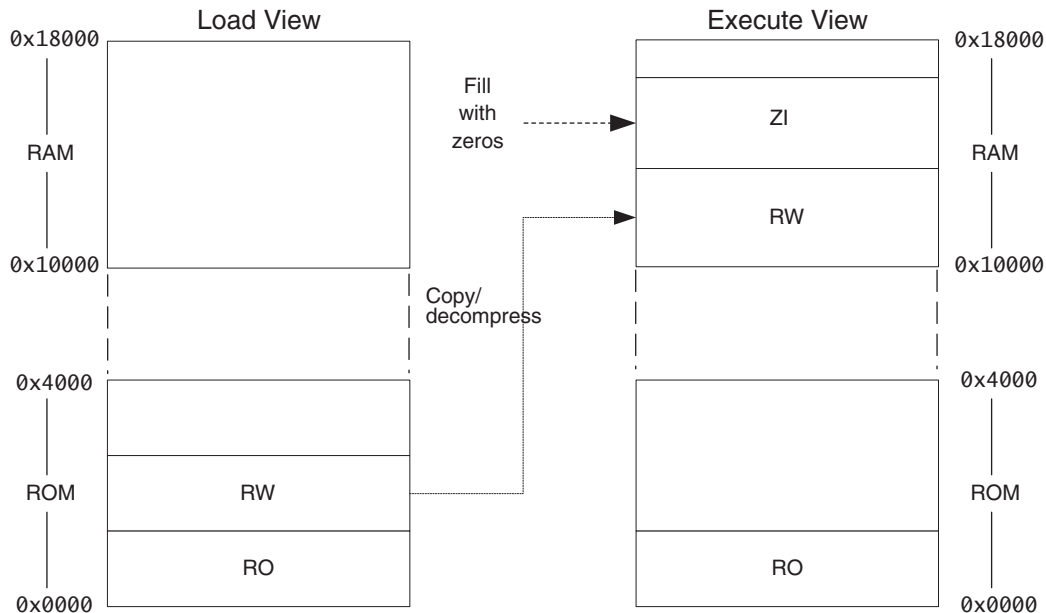 Load View
Execute View
0x18000
0x18000
Fill
with
zeros
ZI
RAM
RAM
RW
0x10000
0x10000
Copy/
decompress
0x4000
0x4000
ROM
RW
ROM
RO
RO
0x0000
0x0000